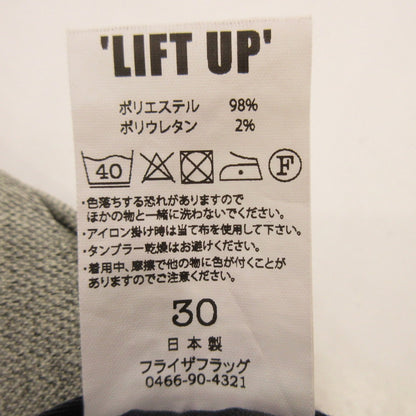 'LIFT UP'
ポリエステル 98%
ポリウレタン 2%
40 F
・色落ちする恐れがありますので
ほかの物と一緒に洗わないでください。
・アイロン掛け時は当て布を使用して下さい。
・タンブラー乾燥はお避けください。
・着用中、摩擦で他の物に色が付くことが
ありますのでご注意ください。
30
日本製
フライザフラッグ
0466-90-4321